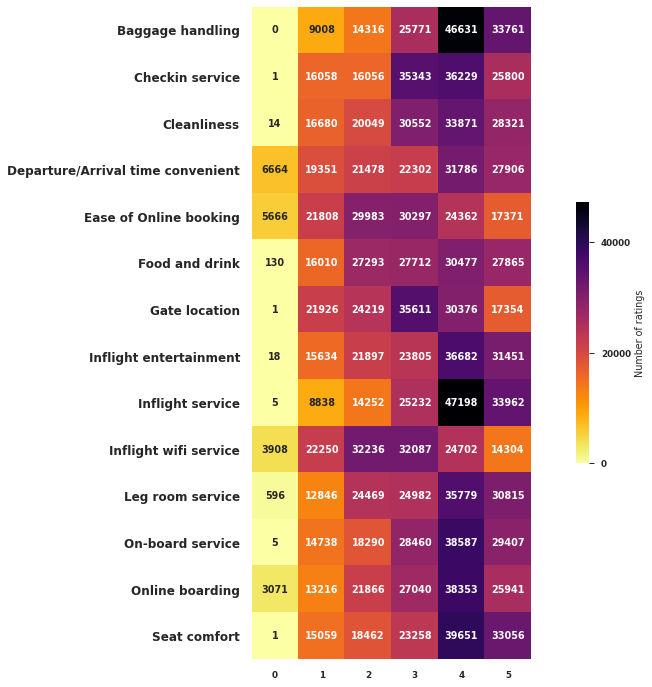 Baggage handling 0 9008 14316 25771 46631 33761
Checkin service 1 16058 16056 35343 36229 25800
Cleanliness 14 16680 20049 30552 33871 28321
Departure/Arrival time convenient 6664 19351 21478 22302 31786 27906
Ease of Online booking 5666 21808 29983 30297 24362 17371
Food and drink 130 16010 27293 27712 30477 27865
Gate location 1 21926 24219 35611 30376 17354
Inflight entertainment 18 15634 21897 23805 36682 31451
Inflight service 5 8838 14252 25232 47198 33962
Inflight wifi service 3908 22250 32236 32087 24702 14304
Leg room service 596 12846 24469 24982 35779 30815
On-board service 5 14738 18290 28460 38587 29407
Online boarding 3071 13216 21866 27040 38353 25941
Seat comfort 1 15059 18462 23258 39651 33056
0 1 2 3 4 5
40000
20000
0
Number of ratings